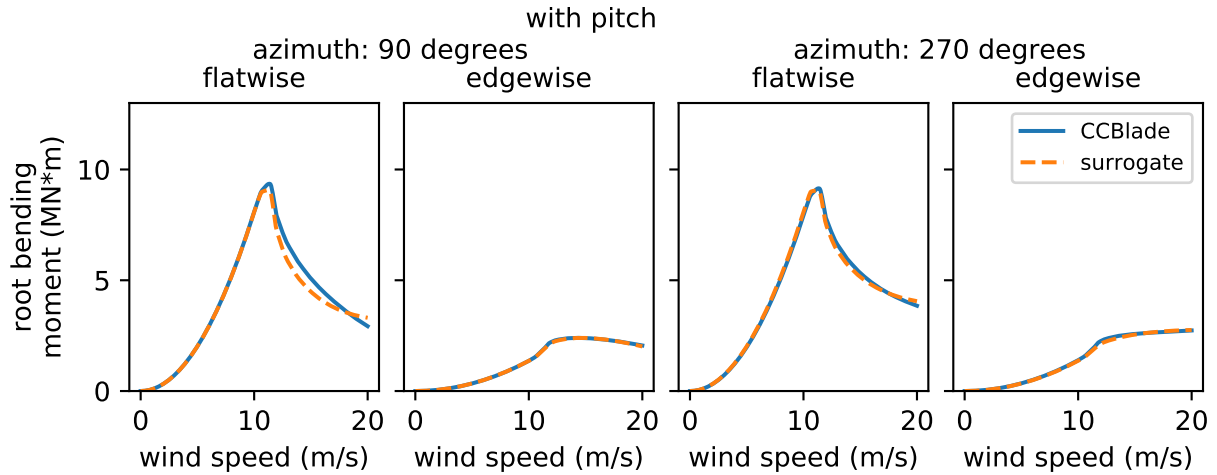 with pitch
azimuth: 90 degrees
azimuth: 270 degrees
flatwise
edgewise
flatwise
edgewise
root bending
moment (MN*m)
10
5
0
CCBlade
surrogate
0 10 20
0 10 20
0 10 20
0 10 20
wind speed (m/s)
wind speed (m/s)
wind speed (m/s)
wind speed (m/s)